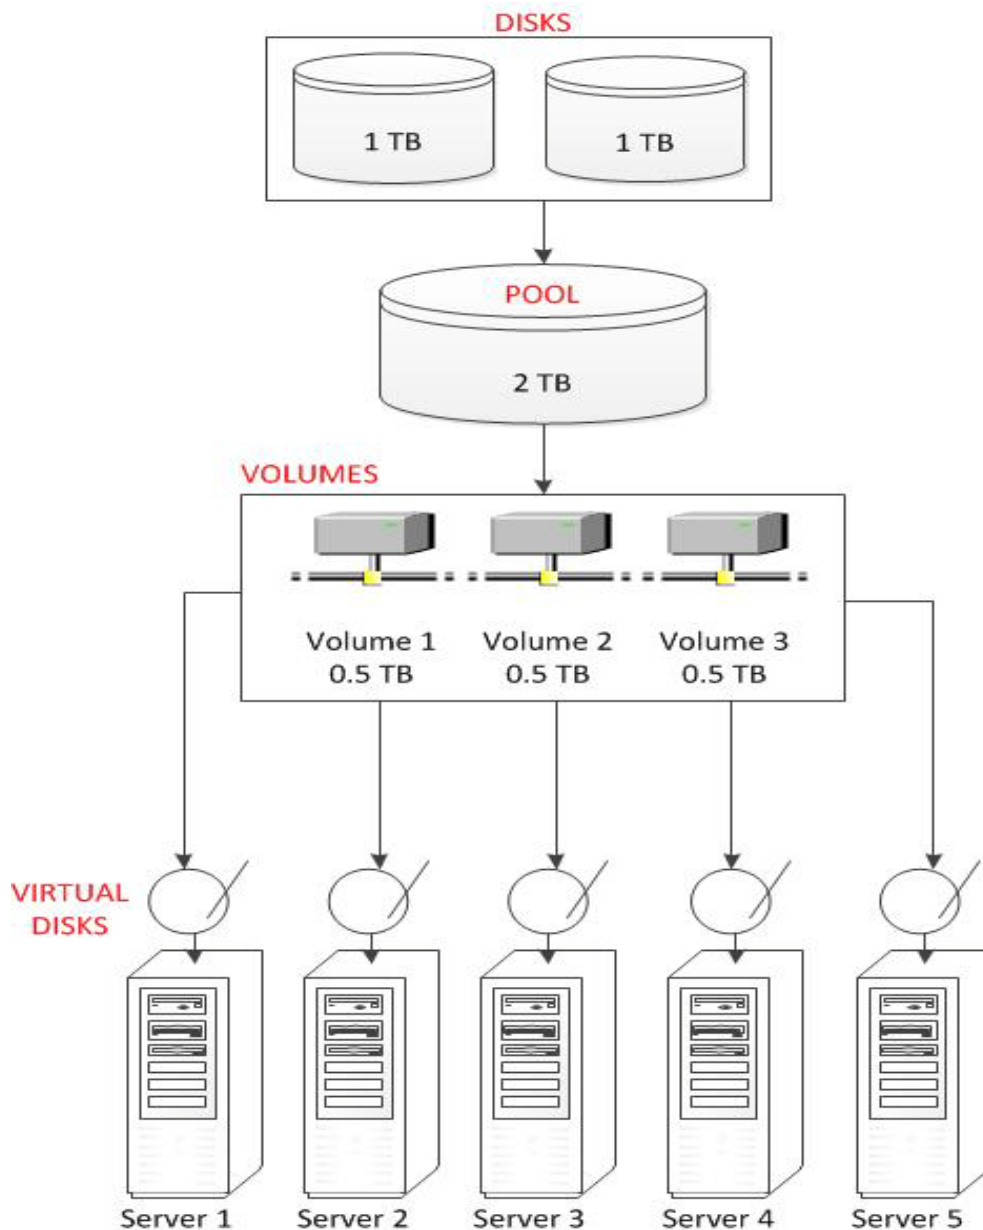 DISKS
1 TB
1 TB
POOL
2 TB
VOLUMES
Volume 1
0.5 TB
Volume 2
0.5 TB
Volume 3
0.5 TB
VIRTUAL
DISKS
Server 1
Server 2
Server 3
Server 4
Server 5